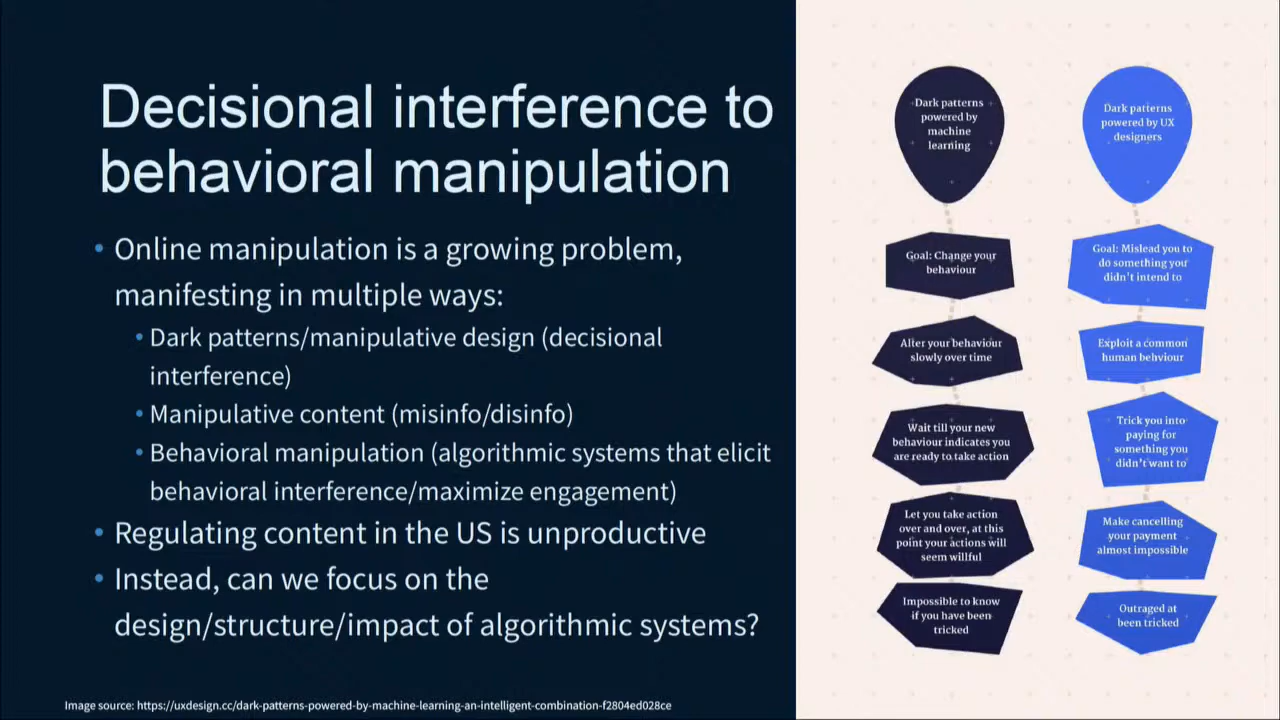 Decisional interference to
behavioral manipulation
• Online manipulation is a growing problem,
manifesting in multiple ways:
• Dark patterns/manipulative design (decisional
interference)
• Manipulative content (misinfo/disinfo)
• Behavioral manipulation (algorithmic systems that elicit
behavioral interference/maximize engagement)
• Regulating content in the US is unproductive
• Instead, can we focus on the
design/structure/impact of algorithmic systems?
Image source: https://uxdesign.cc/dark-patterns-powered-by-machine-learning-an-intelligent-combination-f2804ed028ce
Dark patterns
powered by
machine
learning
Goal: Change your
behaviour
Alter your behaviour
slowly over time
Wait till your new
behaviour indicates you
are ready to take action
Let you take action
over and over, at this
point your actions will
seem willful
Impossible to know
if you have been
tricked
Dark patterns
powered by UX
designers
Goal: Mislead you to
do something your
didn't intend to
Exploit a common
human behviour
Trick you into
paying for
something you
didn't want to
Make cancelling
your payment
almost impossible
Outraged at
been tricked